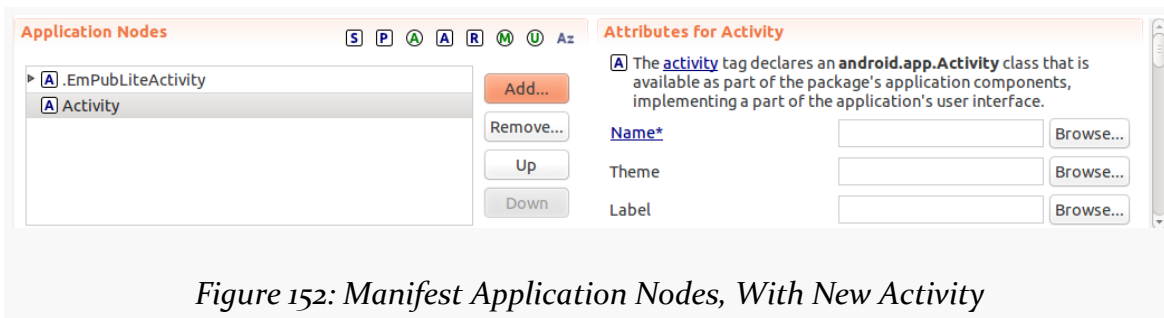 Application Nodes
S P A A R M U Az
.EmPubLiteActivity
A Activity
Add...
Remove...
Up
Down
Attributes for Activity
A The activity tag declares an android.app.Activity class that is
available as part of the package's application components,
implementing a part of the application's user interface.
Name* Browse...
Theme Browse...
Label Browse...
Figure 152: Manifest Application Nodes, With New Activity